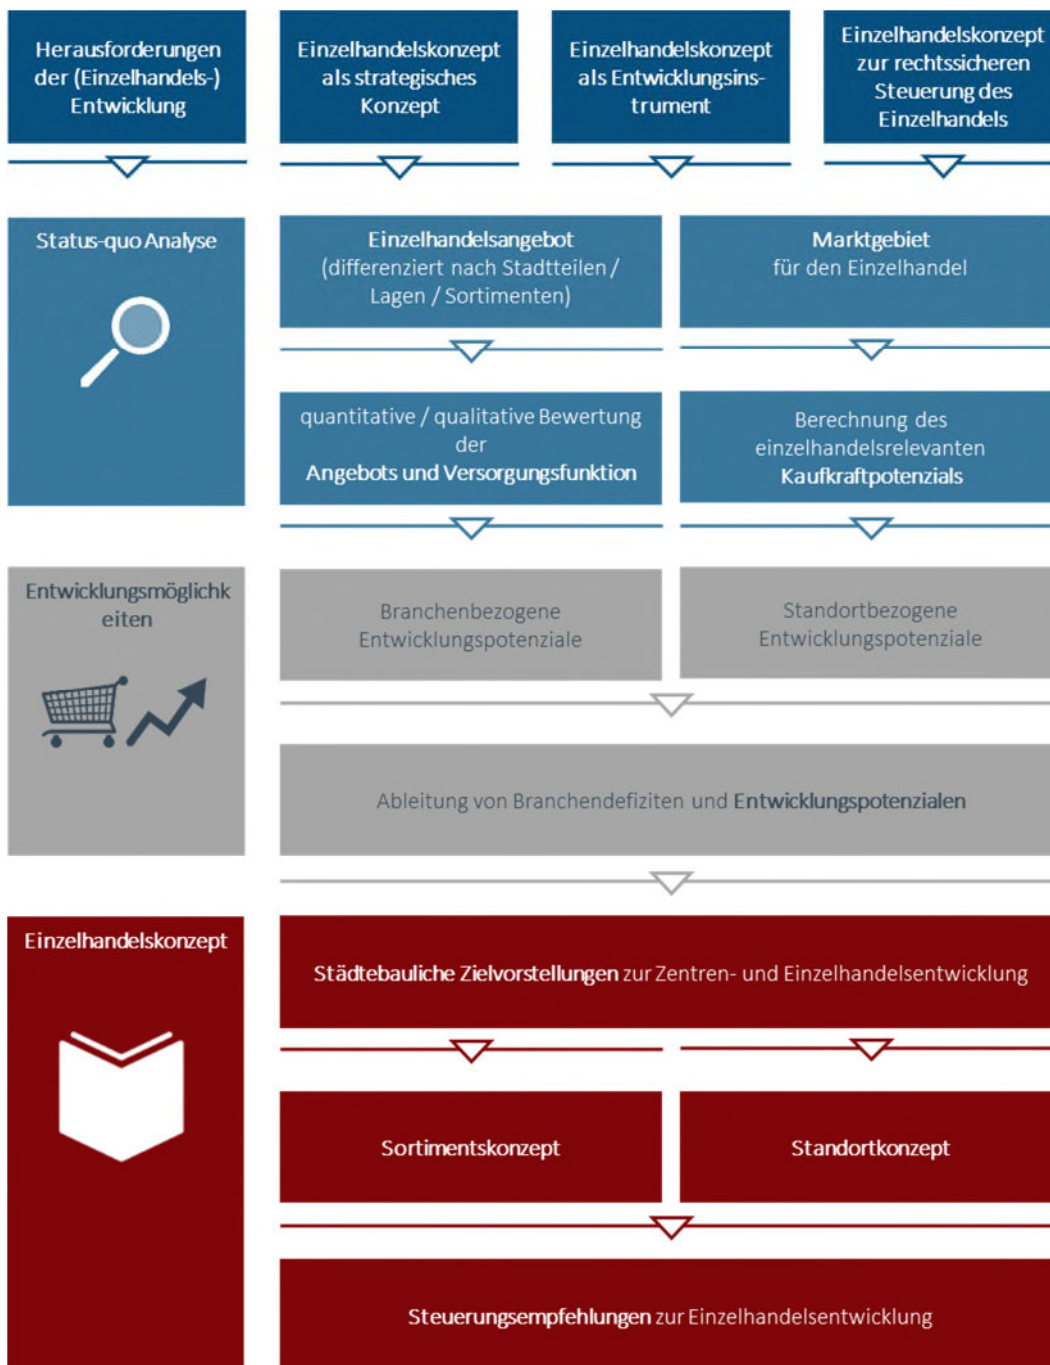 Herausforderungen
der (Einzelhandels-)
Entwicklung
Einzelhandelskonzept
als strategisches
Konzept
Einzelhandelskonzept
als Entwicklungsins-
trument
Einzelhandelskonzept
zur rechtssicheren
Steuerung des
Einzelhandels
Status-quo Analyse
Einzelhandelsangebot
(differenziert nach Stadtteilen /
Lagen / Sortimenten)
Marktgebiet
für den Einzelhandel
quantitative / qualitative Bewertung
der
Angebots und Versorgungsfunktion
Berechnung des
einzelhandelsrelevanten
Kaufkraftpotenzials
Entwicklungsmöglichk
eiten
Branchenbezogene
Entwicklungspotenziale
Standortbezogene
Entwicklungspotenziale
Ableitung von Branchendefiziten und Entwicklungspotenzialen
Einzelhandelskonzept
Städtebauliche Zielvorstellungen zur Zentren- und Einzelhandelsentwicklung
Sortimentskonzept
Standortkonzept
Steuerungsempfehlungen zur Einzelhandelsentwicklung